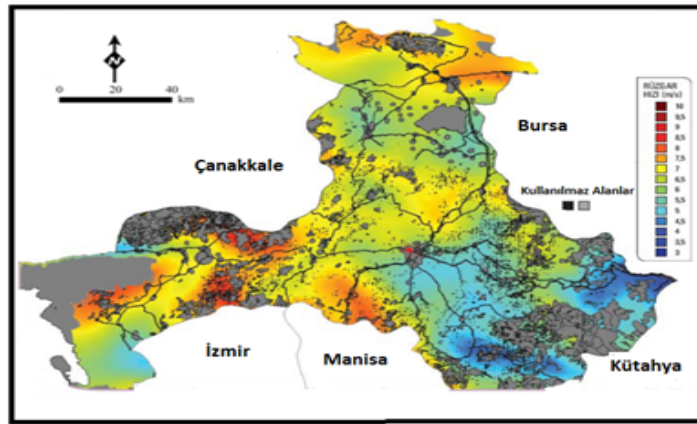 N
0 20 40
km
Bursa
Çanakkale
Kullanılmaz Alanlar
İzmir
Manisa
Kütahya
RÜZGAR
HIZI (m/s)
10
9,5
9
8,5
8
7,5
7
6,5
6
5,5
5
4,5
4
3,5
3